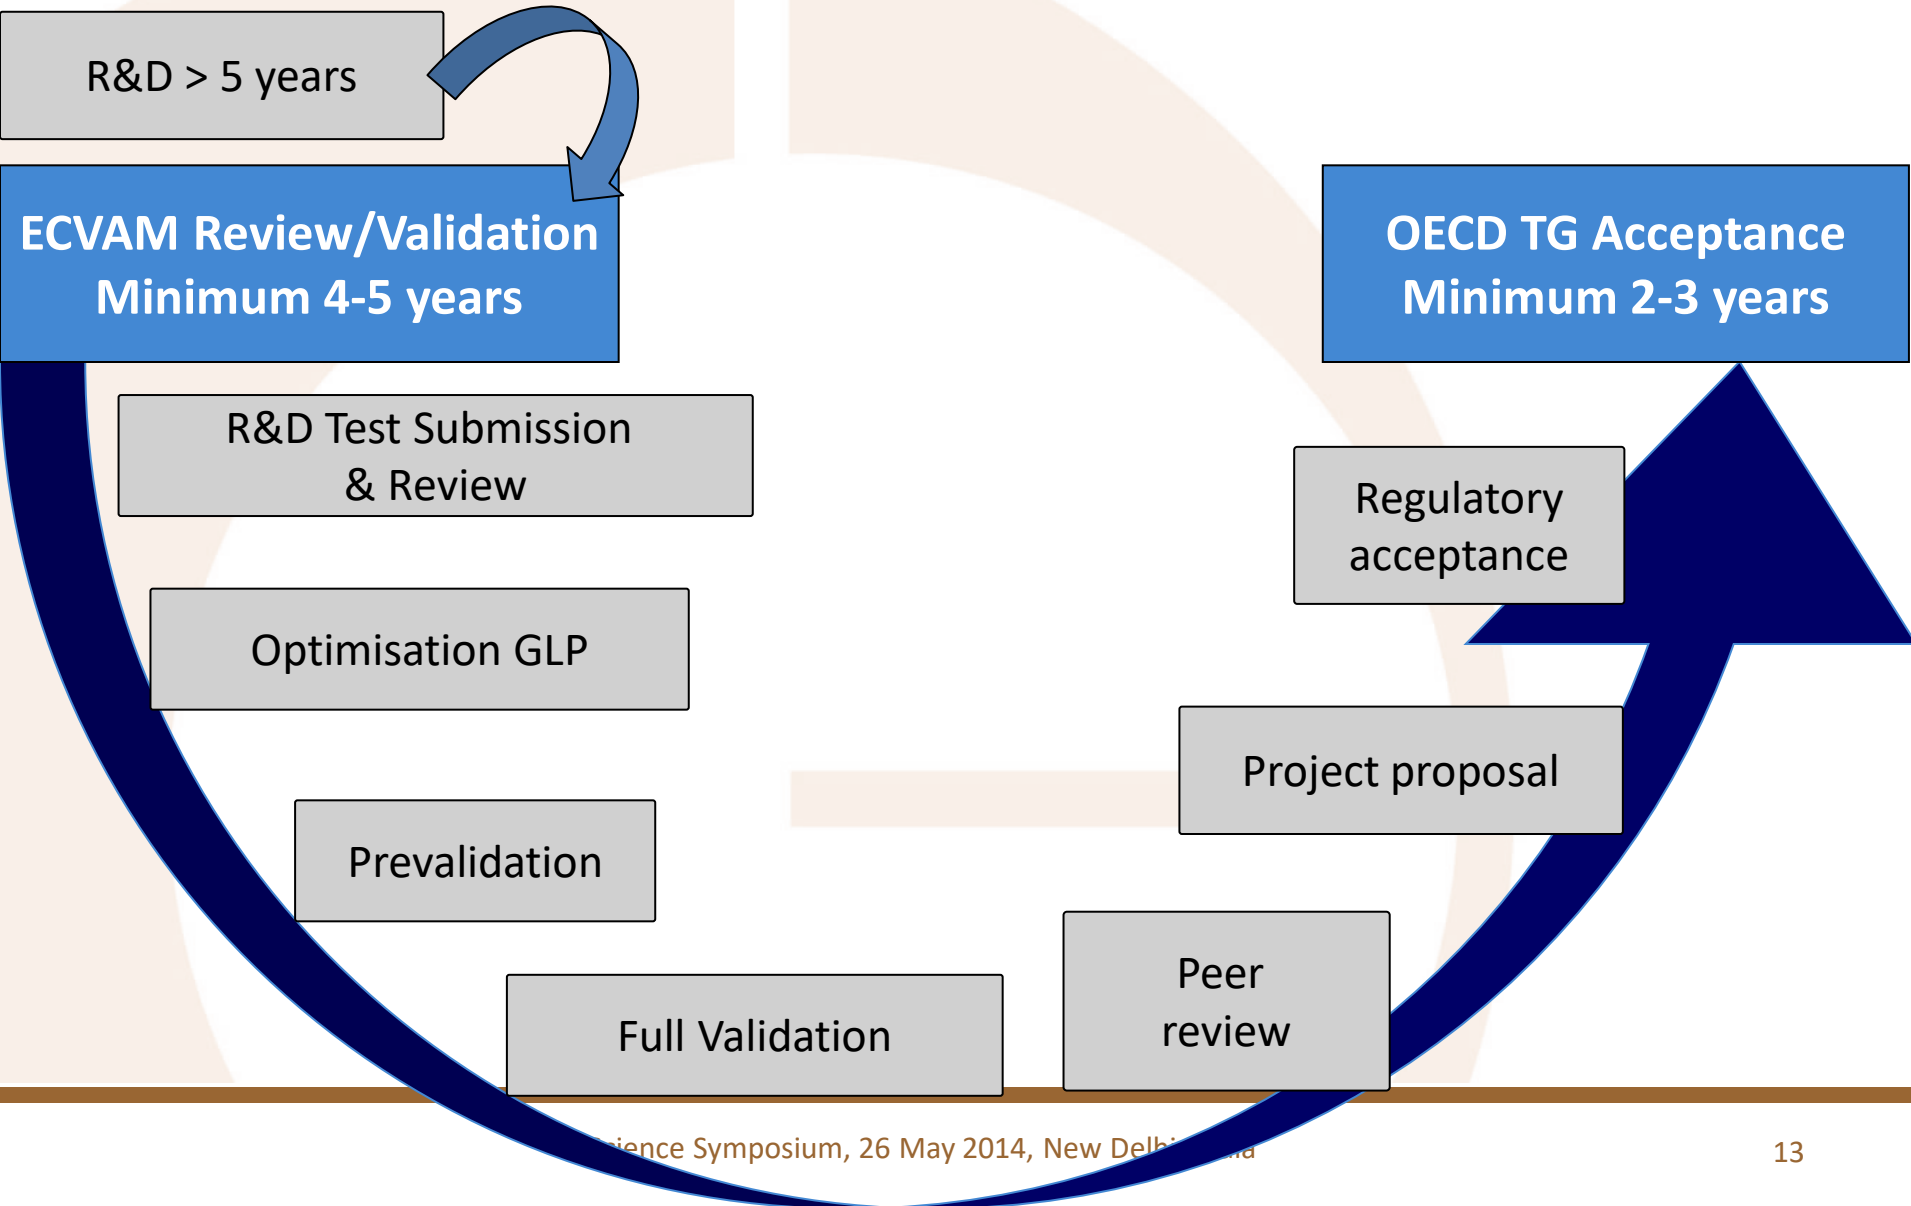 R&D > 5 years
ECVAM Review/Validation
Minimum 4-5 years
OECD TG Acceptance
Minimum 2-3 years
R&D Test Submission
& Review
Regulatory
acceptance
Optimisation GLP
Project proposal
Prevalidation
Peer
review
Full Validation
Symposium, 26 May 2014, New
13